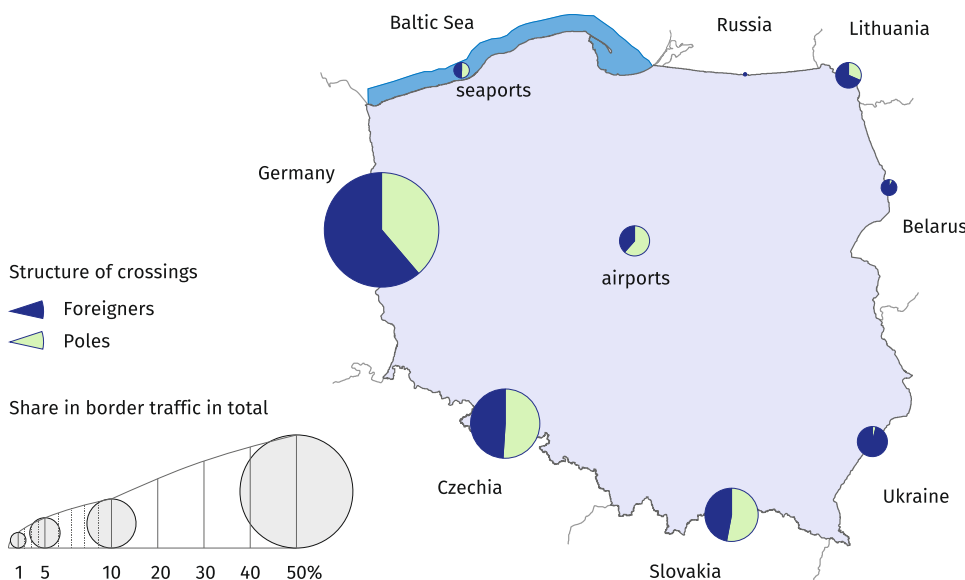 Baltic Sea
Russia
Lithuania
seaports
Germany
Belarus
airports
Structure of crossings
Foreigners
Poles
Share in border traffic in total
Czechia
Ukraine
Slovakia
1 5 10 20 30 40 50%